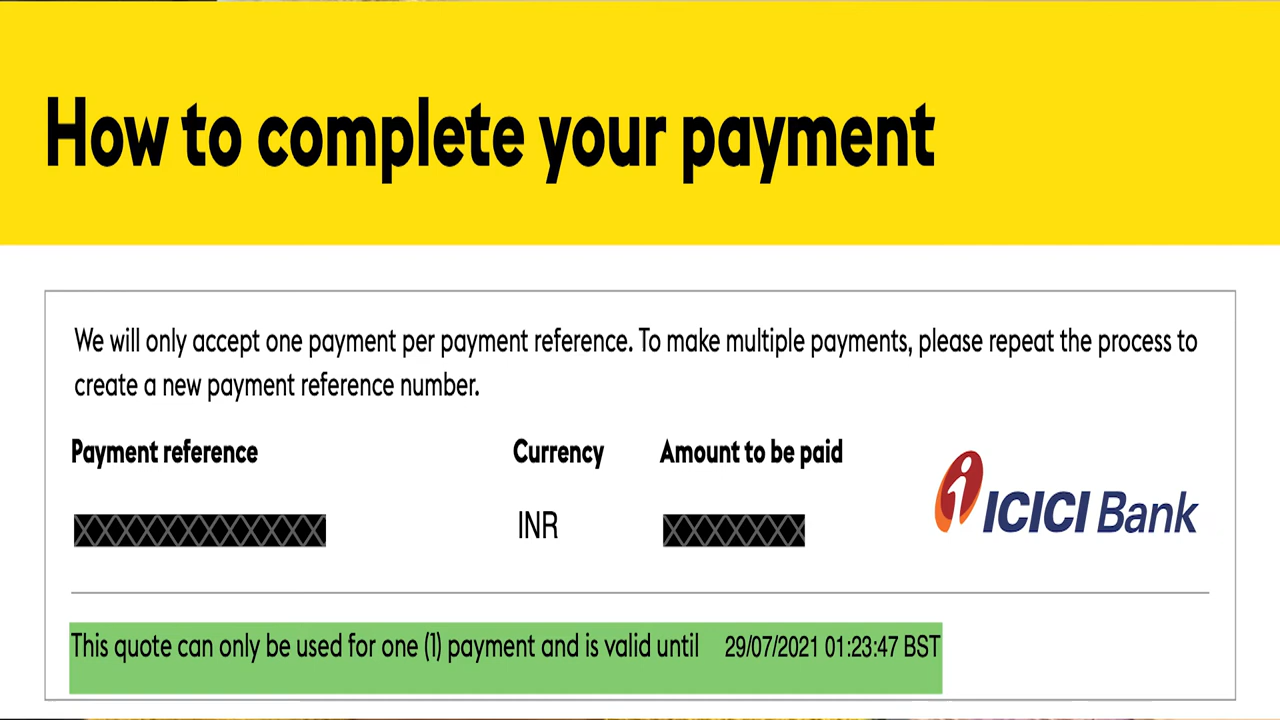 How to complete your payment
We will only accept one payment per payment reference. To make multiple payments, please repeat the process to
create a new payment reference number.
Payment reference Currency Amount to be paid
INR
ICICI Bank
This quote can only be used for one (1) payment and is valid until 29/07/2021 01:23:47 BST